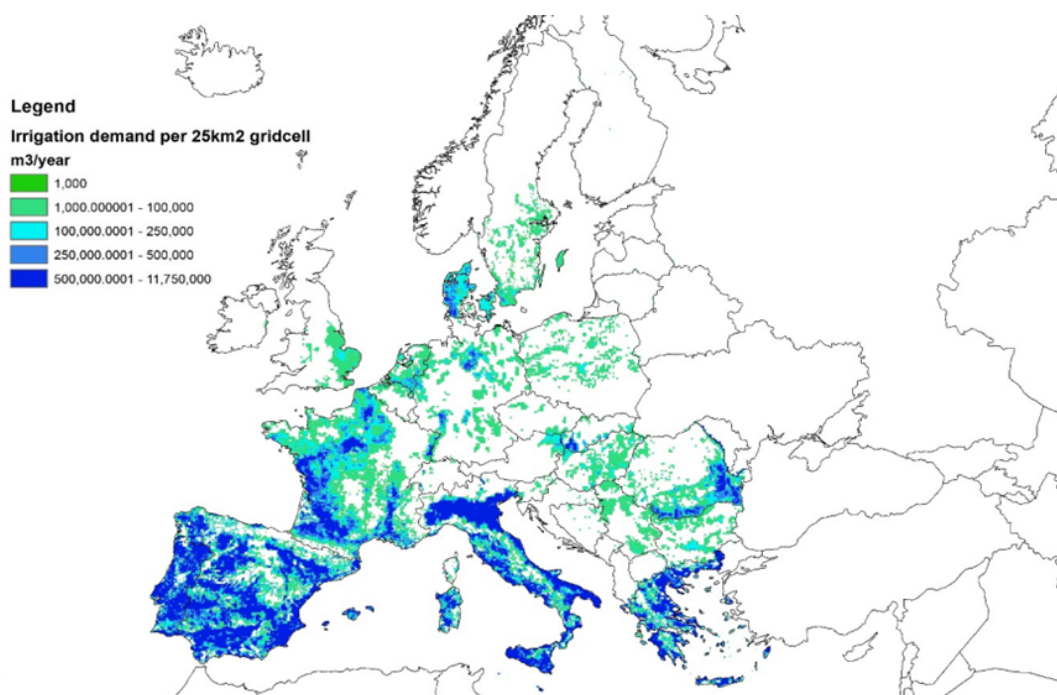 Legend
Irrigation demand per 25km2 gridcell
m3/year
1,000
1,000.000001 - 100,000
100,000.0001 - 250,000
250,000.0001 - 500,000
500,000.0001 - 11,750,000